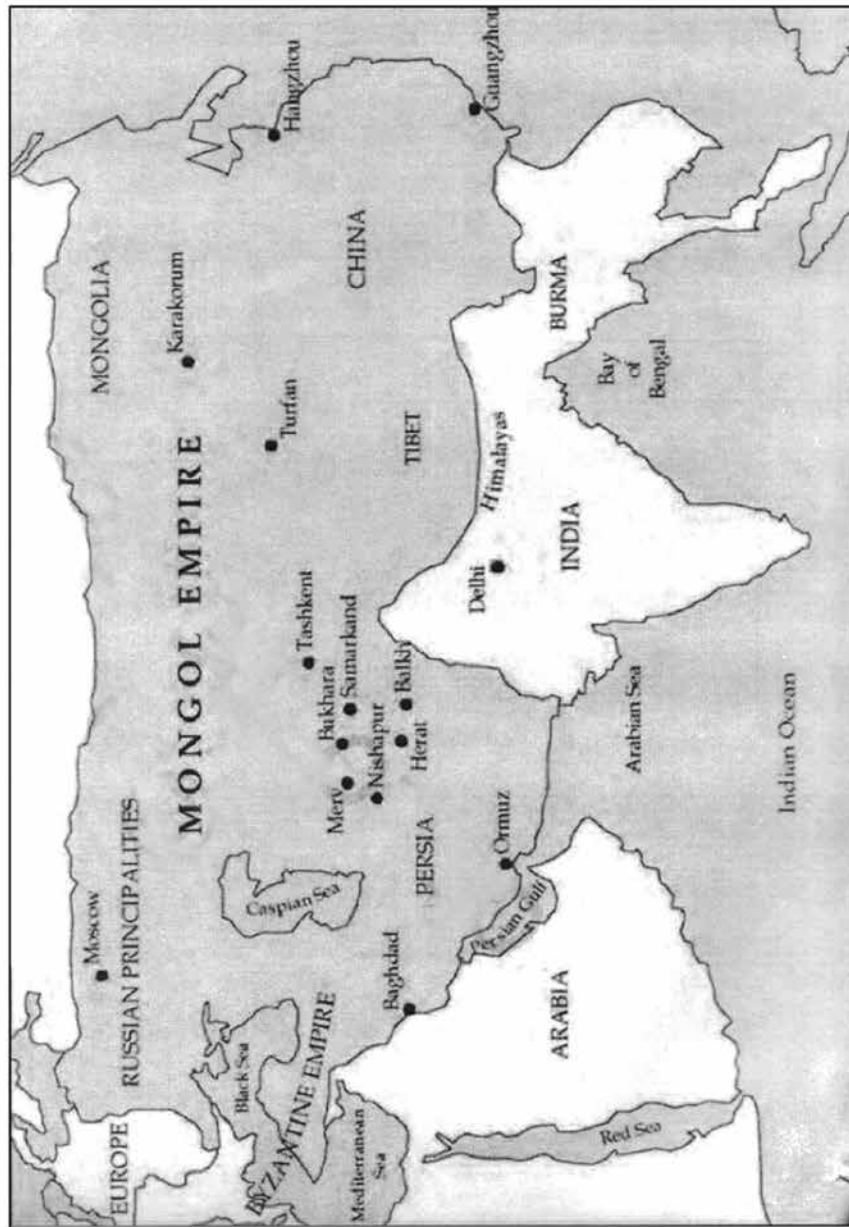 EUROPE
RUSSIAN PRINCIPALITIES
Moscow
MONGOL EMPIRE
MONGOLIA
Karakorum
Hangzhou
Black Sea
BYZANTINE EMPIRE
Caspian Sea
Mediterranean
Sea
Turfan
Tashkent
Bukhara
Samarkand
Merv
Nishapur
Balkh
Herat
CHINA
Guangzhou
Baghdad
PERSIA
TIBET
Himalayas
Ormuz
Persian Gulf
Delhi
INDIA
BURMA
ARABIA
Red Sea
Arabian Sea
Bay
of
Bengal
Indian Ocean